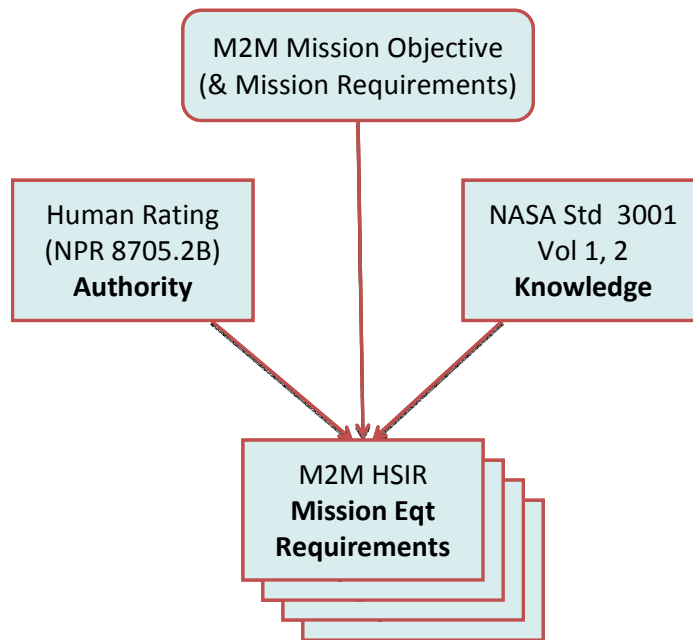 M2M Mission Objective
(& Mission Requirements)
Human Rating
(NPR 8705.2B)
Authority
NASA Std 3001
Vol 1, 2
Knowledge
M2M HSIR
Mission Eqt
Requirements